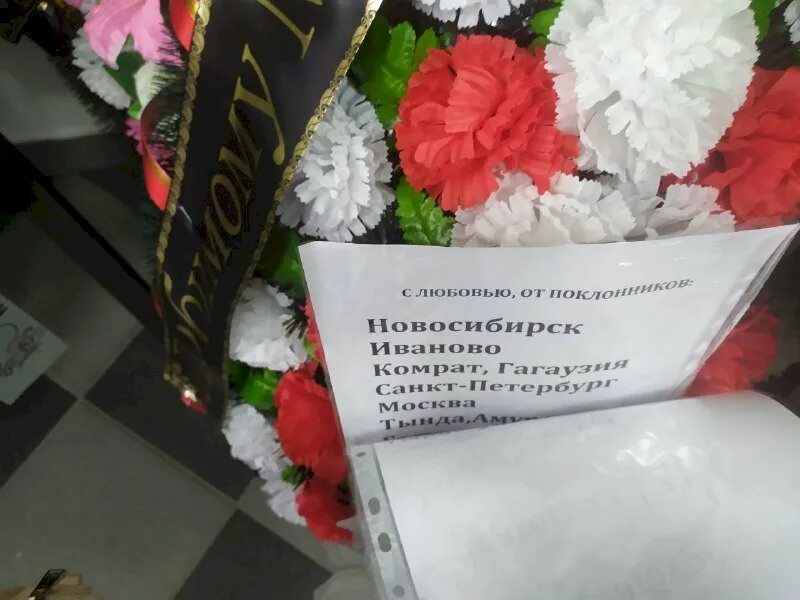 С ЛЮБОВЬЮ, ОТ ПОКЛОННИКОВ:
Новосибирск
Иваново
Комрат, Гагаузия
Санкт-Петербург
Москва
Тында,